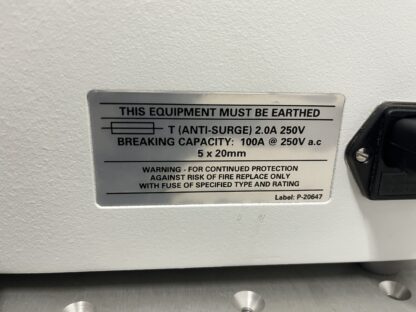 THIS EQUIPMENT MUST BE EARTHED
T (ANTI-SURGE) 2.0A 250V
BREAKING CAPACITY: 100A @ 250V a.c
5 x 20mm
WARNING - FOR CONTINUED PROTECTION
AGAINST RISK OF FIRE REPLACE ONLY
WITH FUSE OF SPECIFIED TYPE AND RATING
Label: P-20647